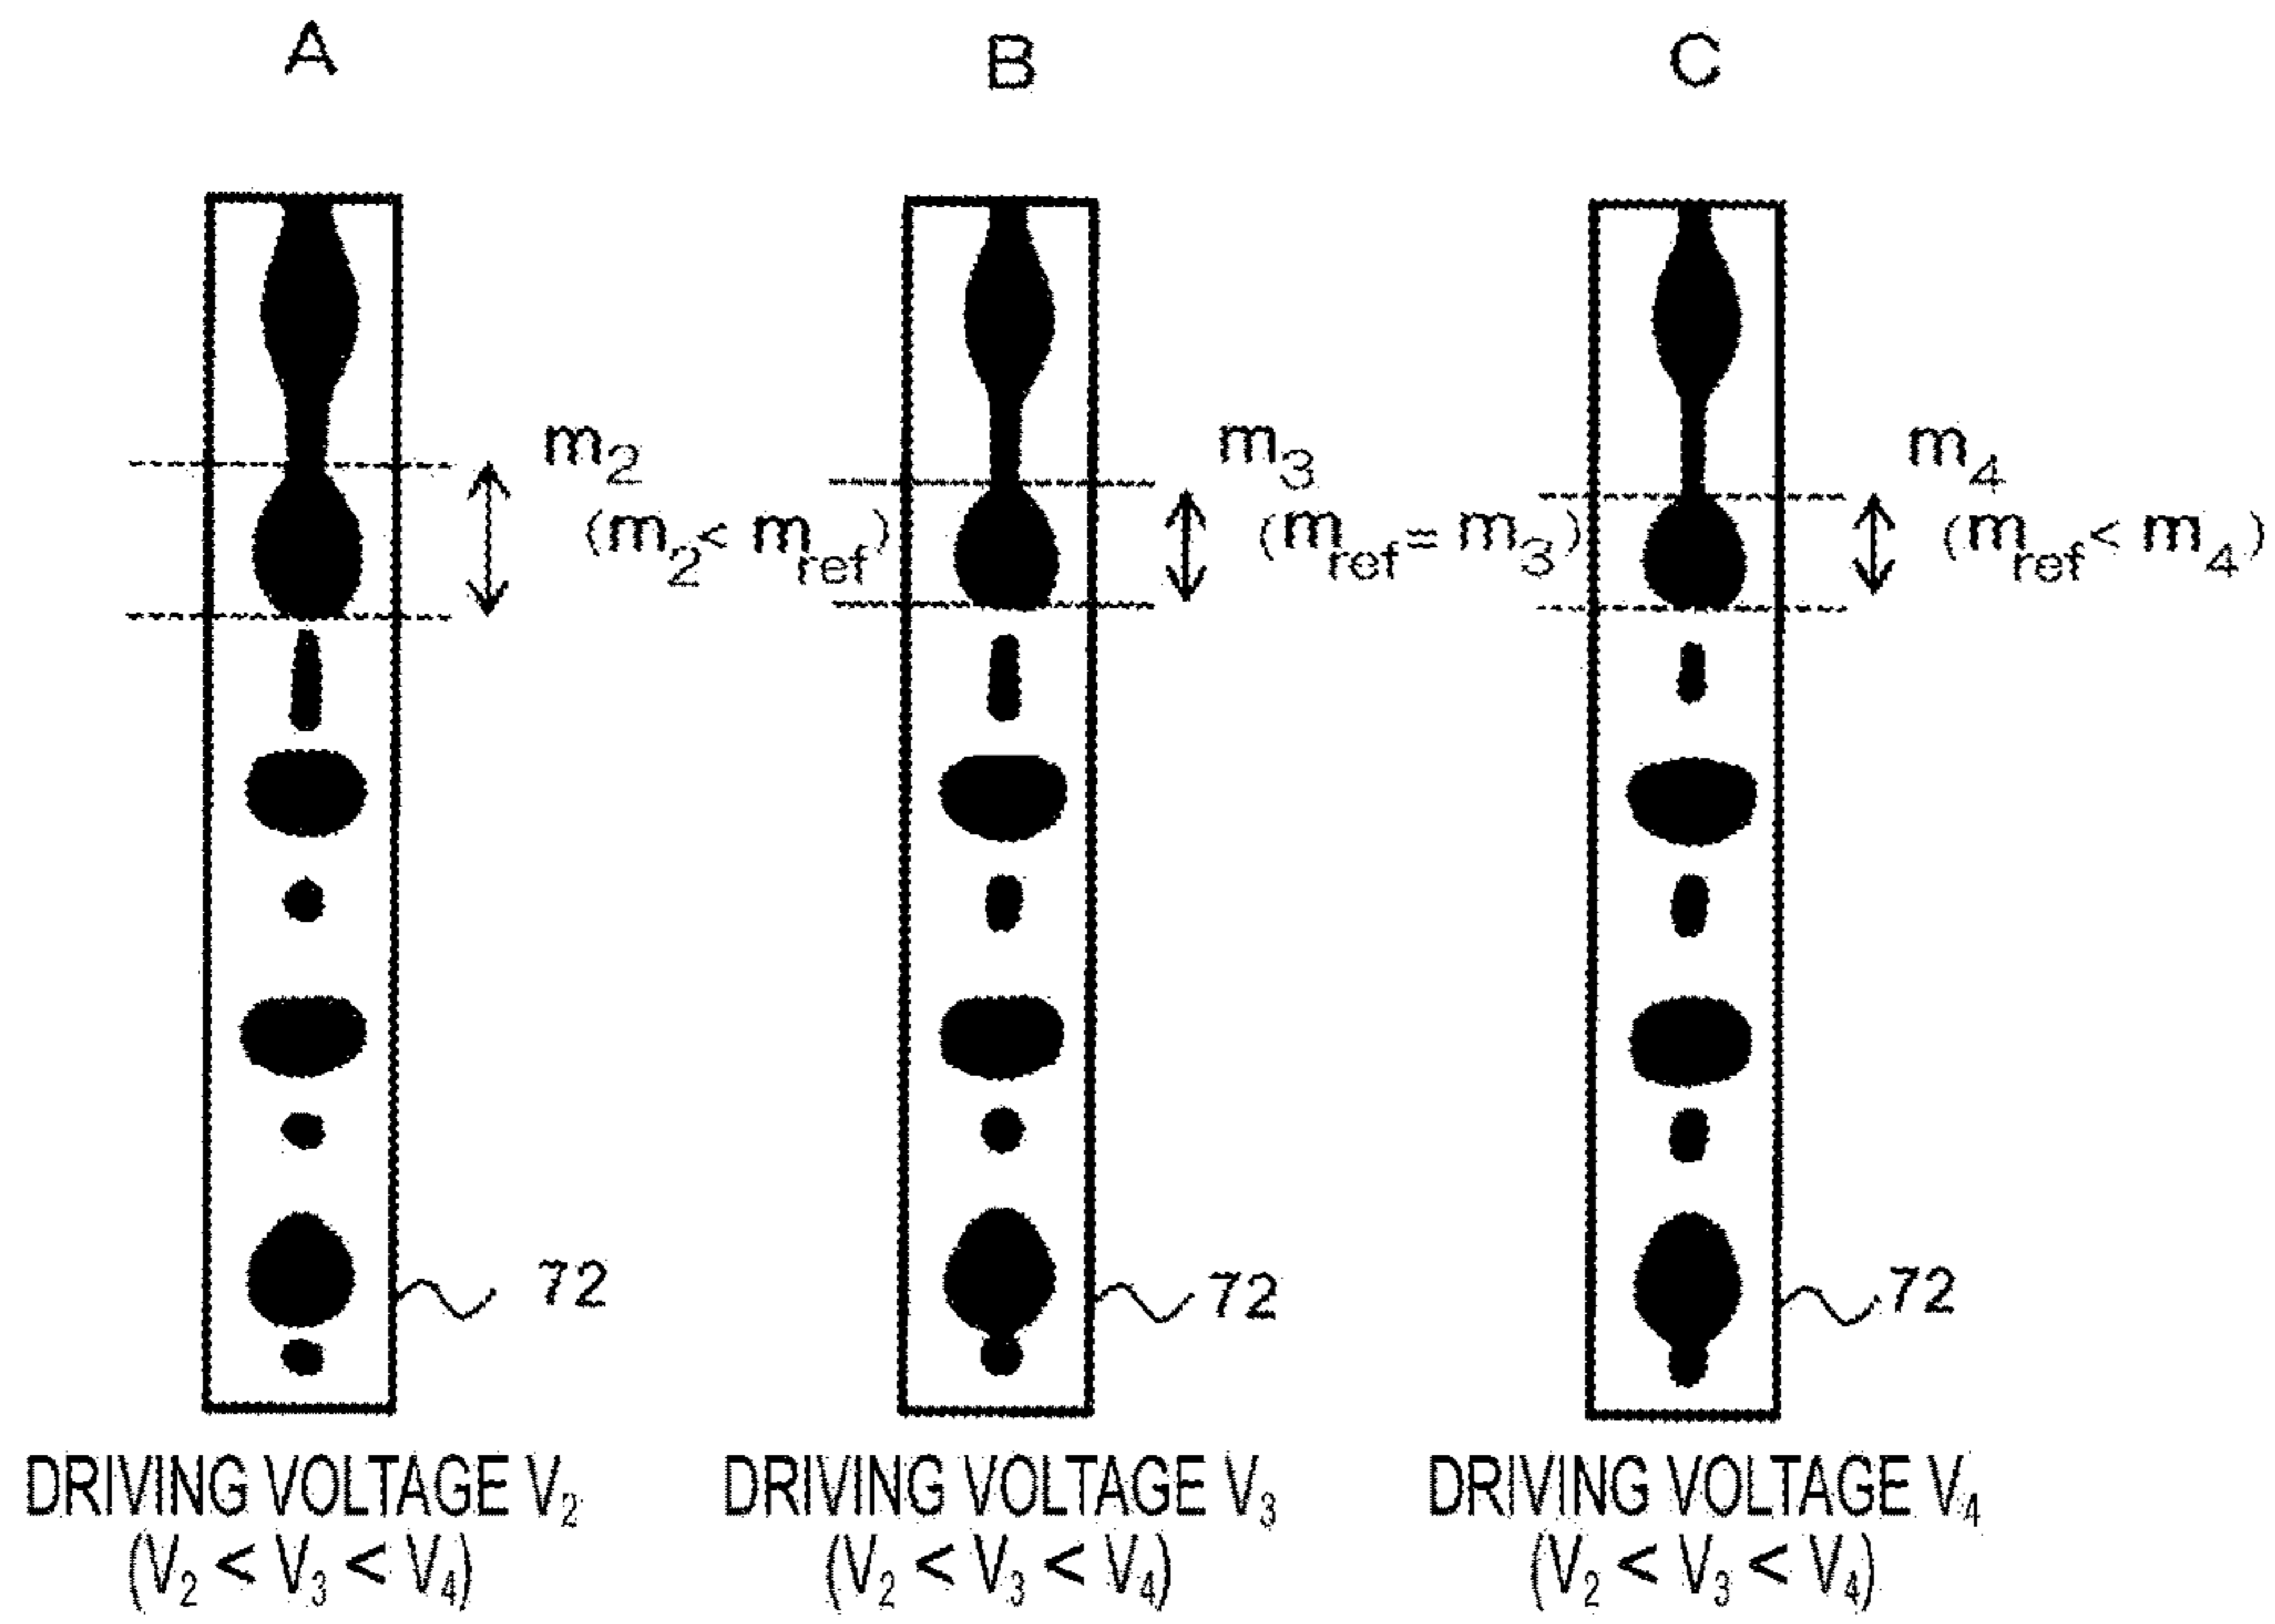 A
B
C
m2
(m2 < mref)
m3
(mref = m3)
m4
(mref < m4)
72
72
72
DRIVING VOLTAGE V2
(V2 < V3 < V4)
DRIVING VOLTAGE V3
(V2 < V3 < V4)
DRIVING VOLTAGE V4
(V2 < V3 < V4)